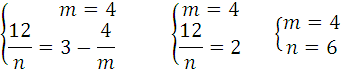 { m = 4
12/n = 3 − 4/m
{ m = 4
12/n = 2
{ m = 4
n = 6